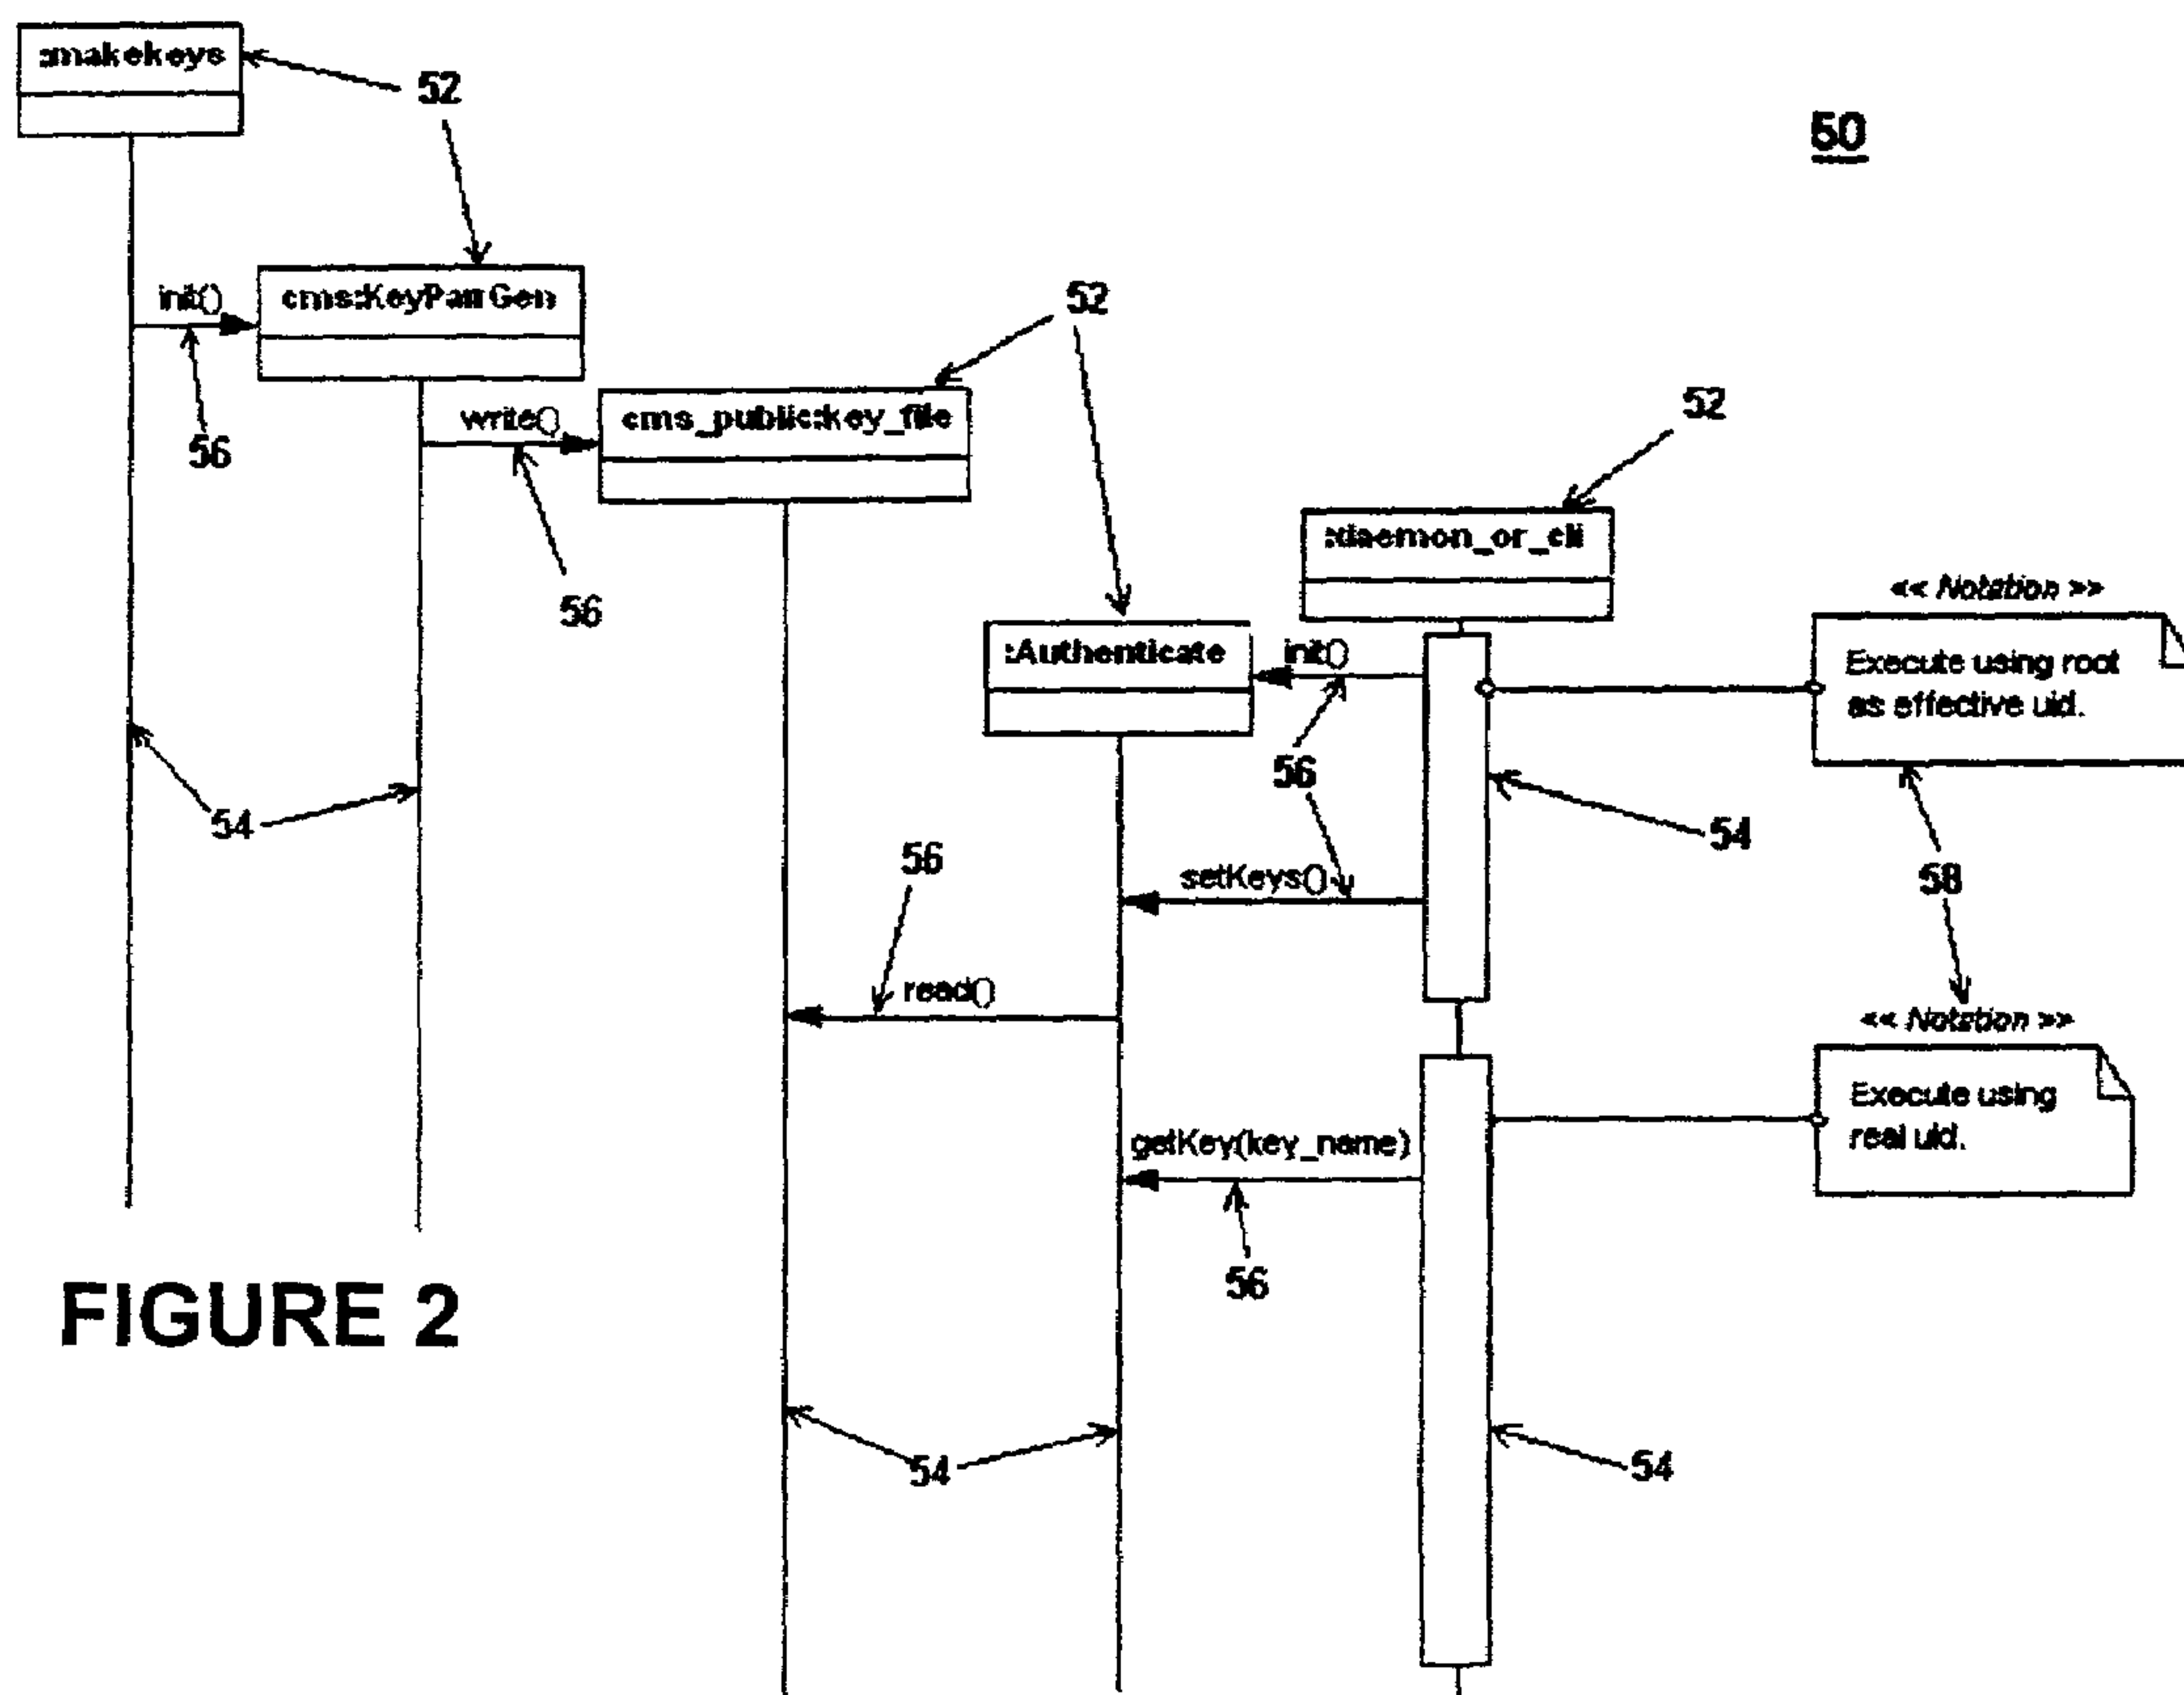 :makekeys
52
50
init()
cms:KeyPairGen
52
56
write()
cms_public:key_file
52
56
:daemon_or_cli
<< Notation >>
:Authenticate
init()
Execute using root
as effective uid.
56
54
54
56
setKeys()
58
read()
<< Notation >>
Execute using
real uid.
getKey(key_name)
56
FIGURE 2
54
54